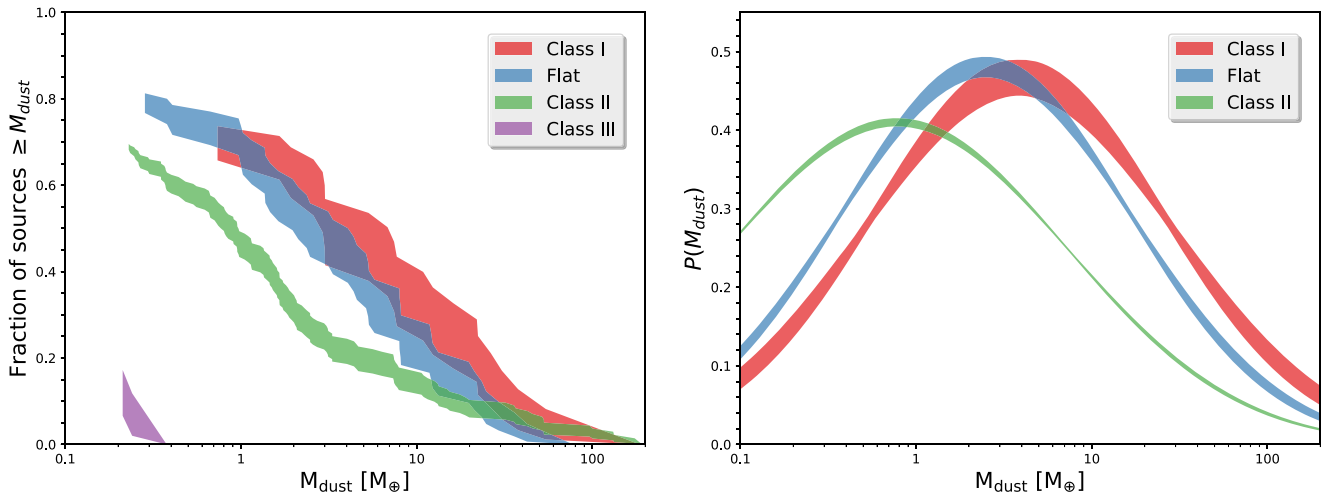 Fraction of sources ≥ M_dust
1.0
0.8
0.6
0.4
0.2
0.0
0.1
1
10
100
M_dust [M_⊕]
Class I
Flat
Class II
Class III
P(M_dust)
0.5
0.4
0.3
0.2
0.1
0.0
0.1
1
10
100
M_dust [M_⊕]
Class I
Flat
Class II